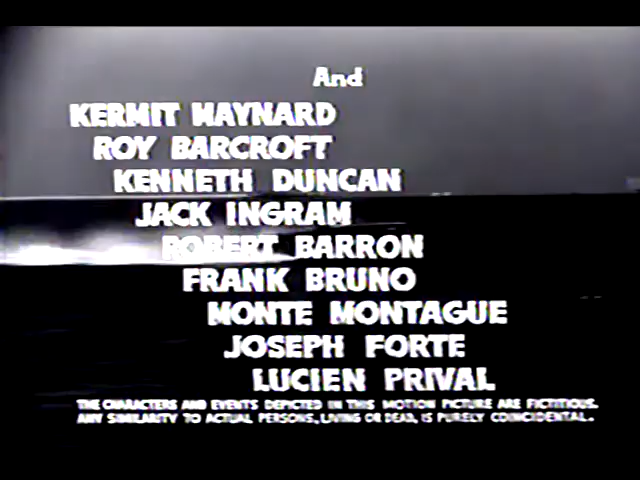 And
KERMIT MAYNARD
ROY BARCROFT
KENNETH DUNCAN
JACK INGRAM
ROBERT BARRON
FRANK BRUNO
MONTE MONTAGUE
JOSEPH FORTE
LUCIEN PRIVAL
THE CHARACTERS AND EVENTS DEPICTED IN THIS MOTION PICTURE ARE FICTITIOUS.
ANY SIMILARITY TO ACTUAL PERSONS, LIVING OR DEAD, IS PURELY COINCIDENTAL.